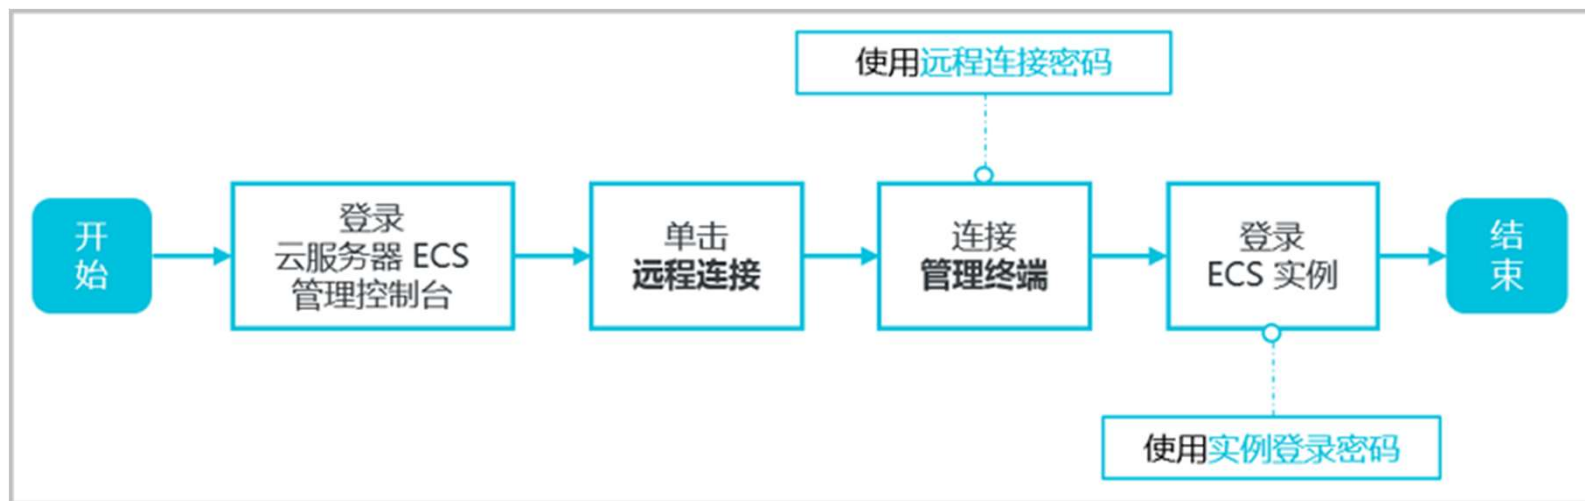 使用远程连接密码
开
始
登录
云服务器 ECS
管理控制台
单击
远程连接
连接
管理终端
登录
ECS 实例
结
束
使用实例登录密码